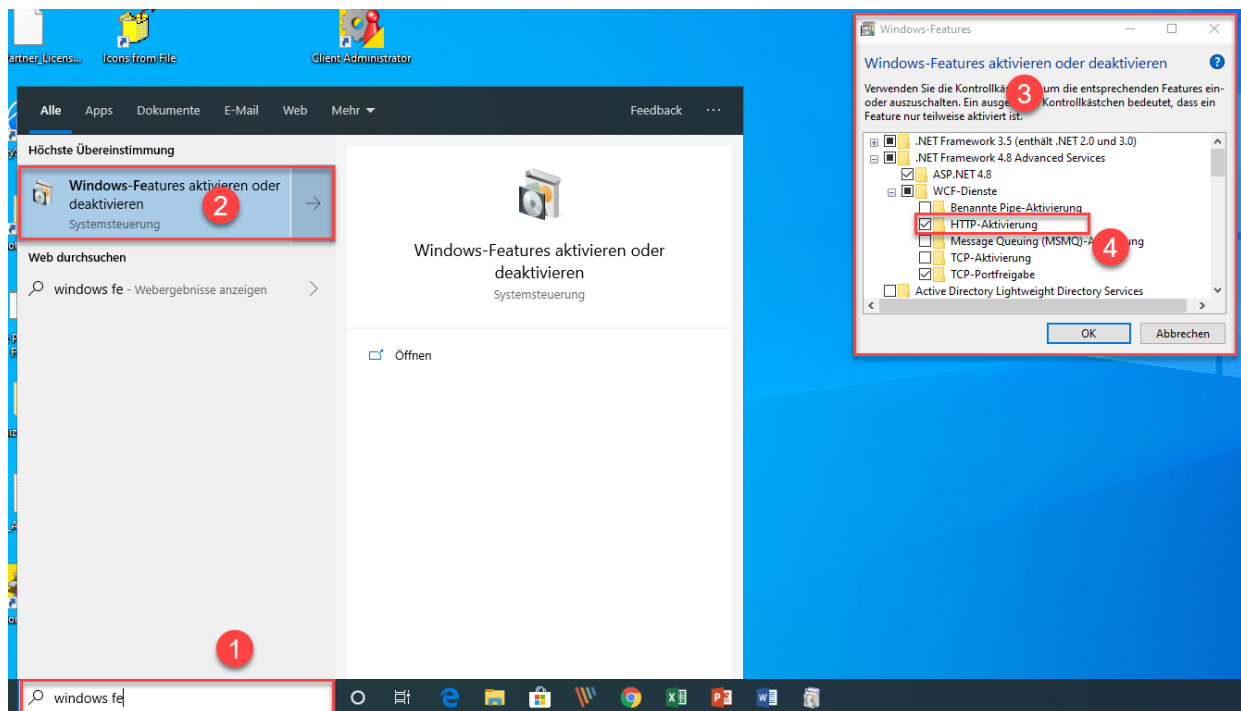 artner_Licens...
Icons from File
Client Administrator
Alle Apps Dokumente E-Mail Web Mehr Feedback ...
Höchste Übereinstimmung
Windows-Features aktivieren oder
deaktivieren
Systemsteuerung
2
Web durchsuchen
windows fe - Webergebnisse anzeigen
Windows-Features aktivieren oder
deaktivieren
Systemsteuerung
Öffnen
1
windows fe
Windows-Features
Windows-Features aktivieren oder deaktivieren
Verwenden Sie die um die entsprechenden Features ein-
oder auszuschalten. Ein Kontrollkästchen bedeutet, dass ein
Feature nur teilweise aktiviert ist.
3
.NET Framework 3.5 (enthält .NET 2.0 und 3.0)
.NET Framework 4.8 Advanced Services
ASP.NET 4.8
WCF-Dienste
Benannte Pipe-Aktivierung
HTTP-Aktivierung
Message Queuing (MSMQ)-
4
TCP-Aktivierung
TCP-Portfreigabe
Active Directory Lightweight Directory Services
OK Abbrechen